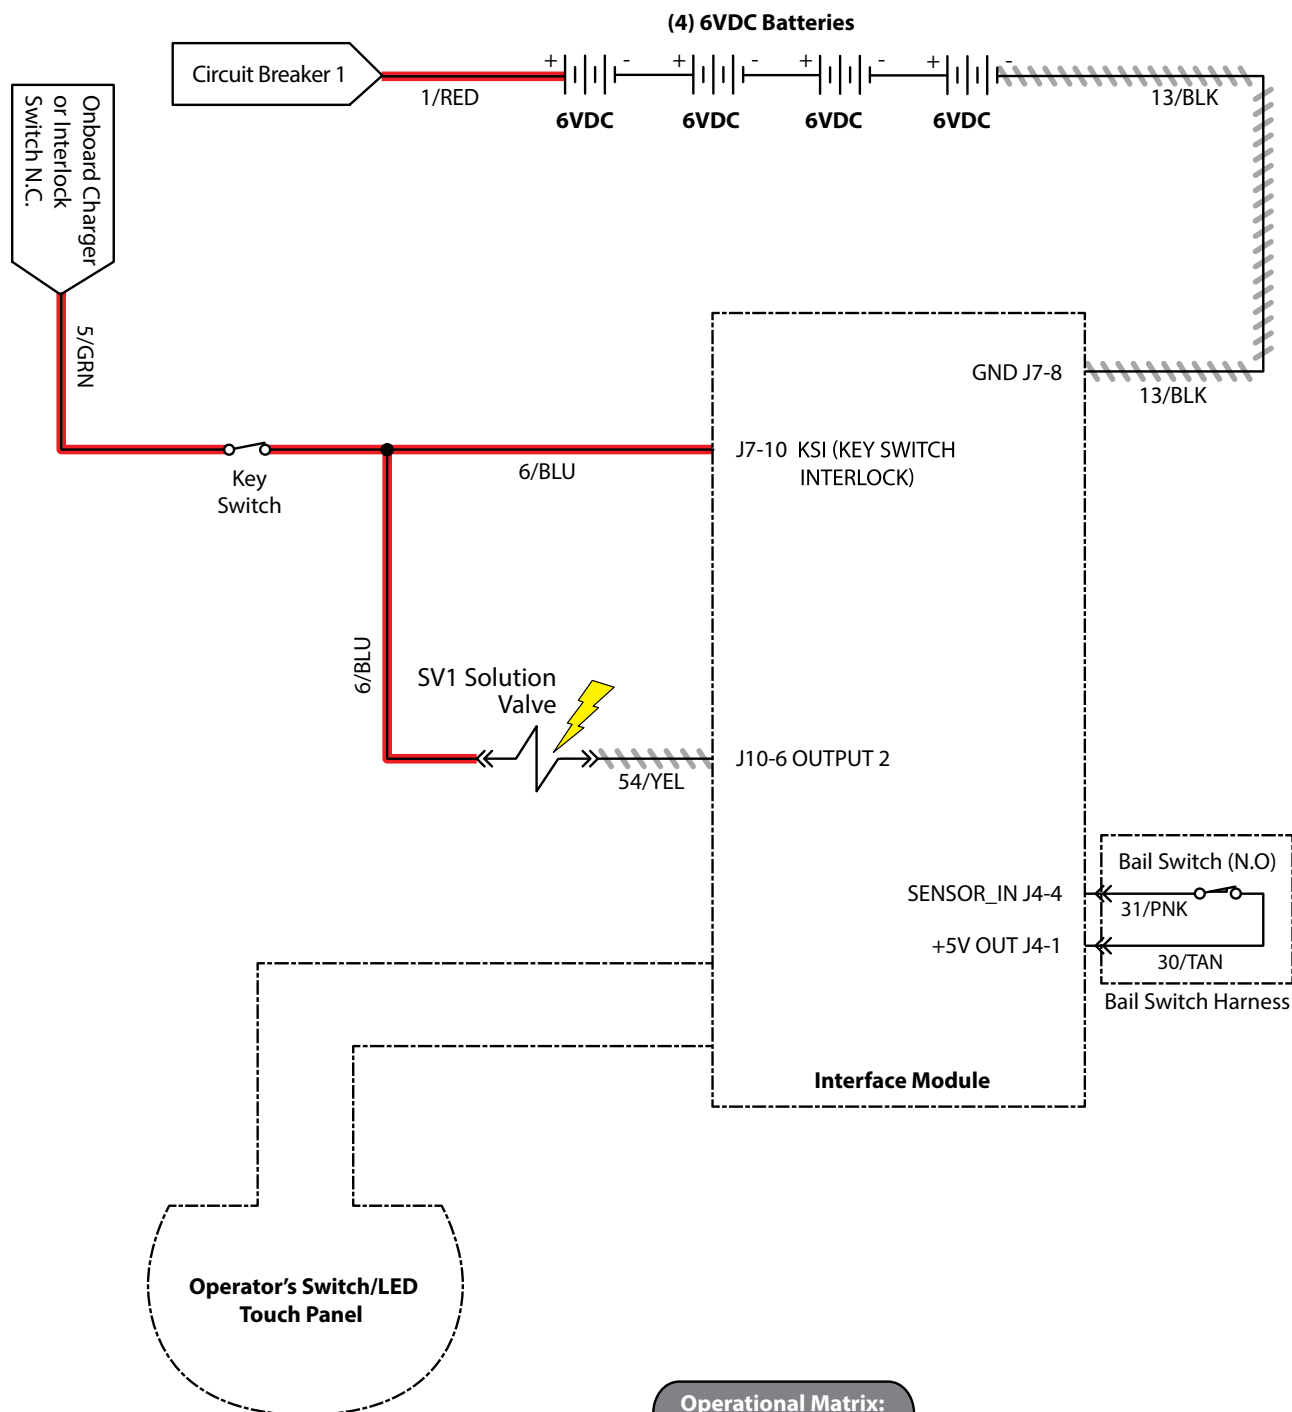 (4) 6VDC Batteries
Circuit Breaker 1
1/RED
+ -
+ -
+ -
+ -
6VDC
6VDC
6VDC
6VDC
13/BLK
Onboard Charger
or Interlock
Switch N.C.
5/GRN
GND J7-8
13/BLK
Key
Switch
6/BLU
J7-10 KSI (KEY SWITCH
INTERLOCK)
6/BLU
SV1 Solution
Valve
54/YEL
J10-6 OUTPUT 2
Bail Switch (N.O)
SENSOR_IN J4-4
31/PNK
+5V OUT J4-1
30/TAN
Bail Switch Harness
Interface Module
Operator's Switch/LED
Touch Panel
Operational Matrix: